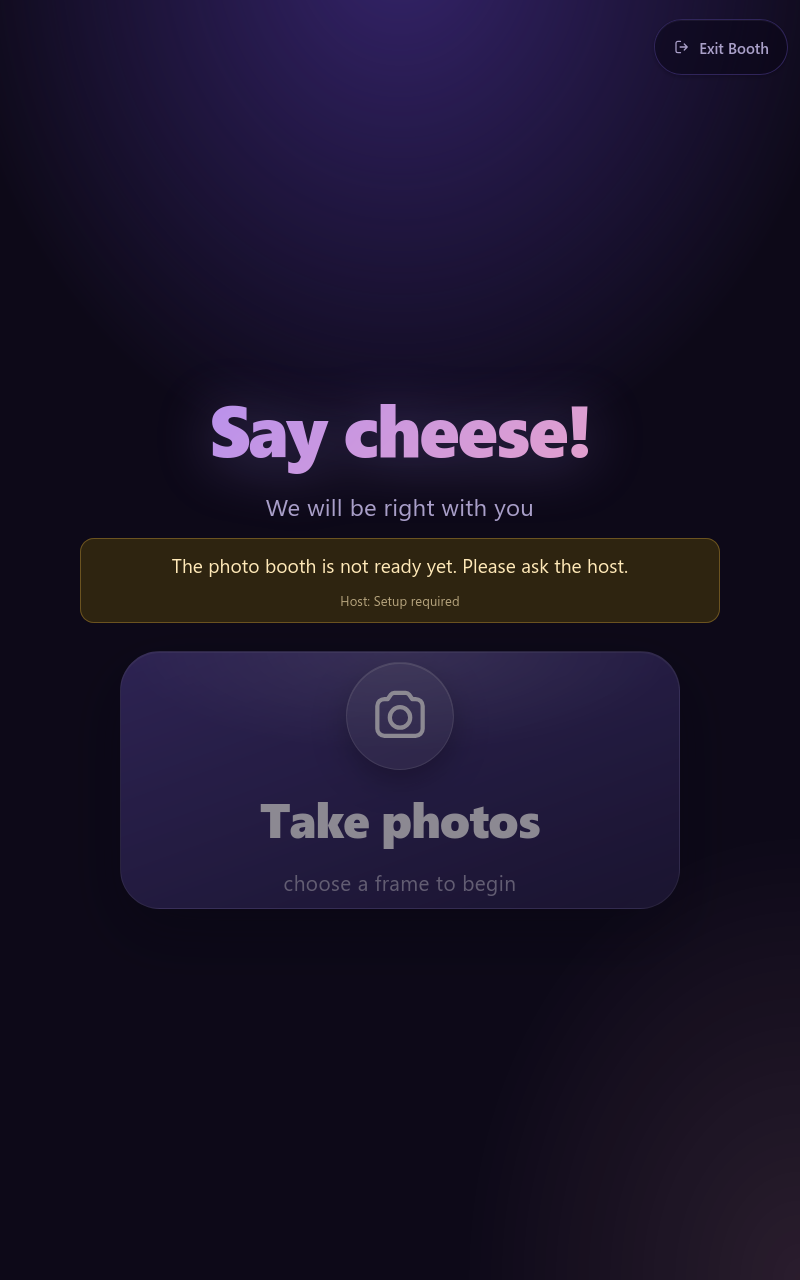 Exit Booth
Say cheese!
We will be right with you
The photo booth is not ready yet. Please ask the host.
Host: Setup required
Take photos
choose a frame to begin